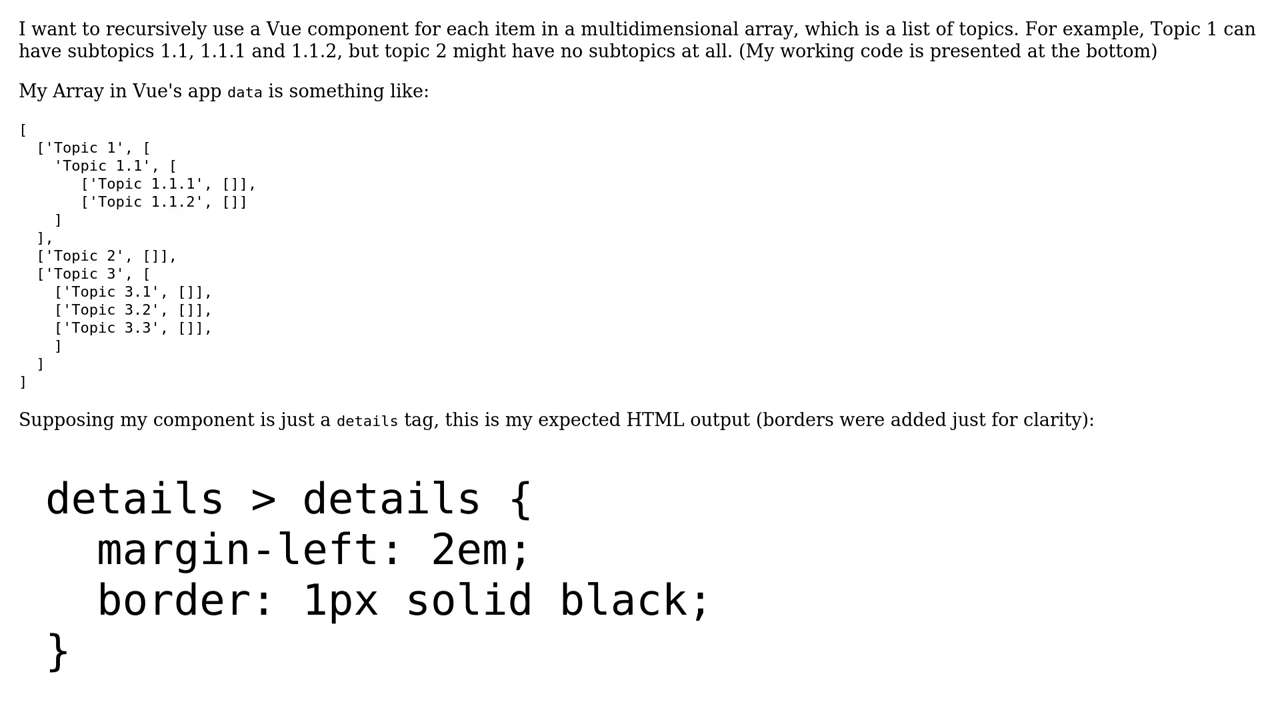 I want to recursively use a Vue component for each item in a multidimensional array, which is a list of topics. For example, Topic 1 can
have subtopics 1.1, 1.1.1 and 1.1.2, but topic 2 might have no subtopics at all. (My working code is presented at the bottom)
My Array in Vue's app data is something like:
[
  ['Topic 1', [
    'Topic 1.1', [
       ['Topic 1.1.1', []],
       ['Topic 1.1.2', []]
    ]
  ],
  ['Topic 2', []],
  ['Topic 3', [
    ['Topic 3.1', []],
    ['Topic 3.2', []],
    ['Topic 3.3', []],
    ]
  ]
]
Supposing my component is just a details tag, this is my expected HTML output (borders were added just for clarity):
details > details {
  margin-left: 2em;
  border: 1px solid black;
}